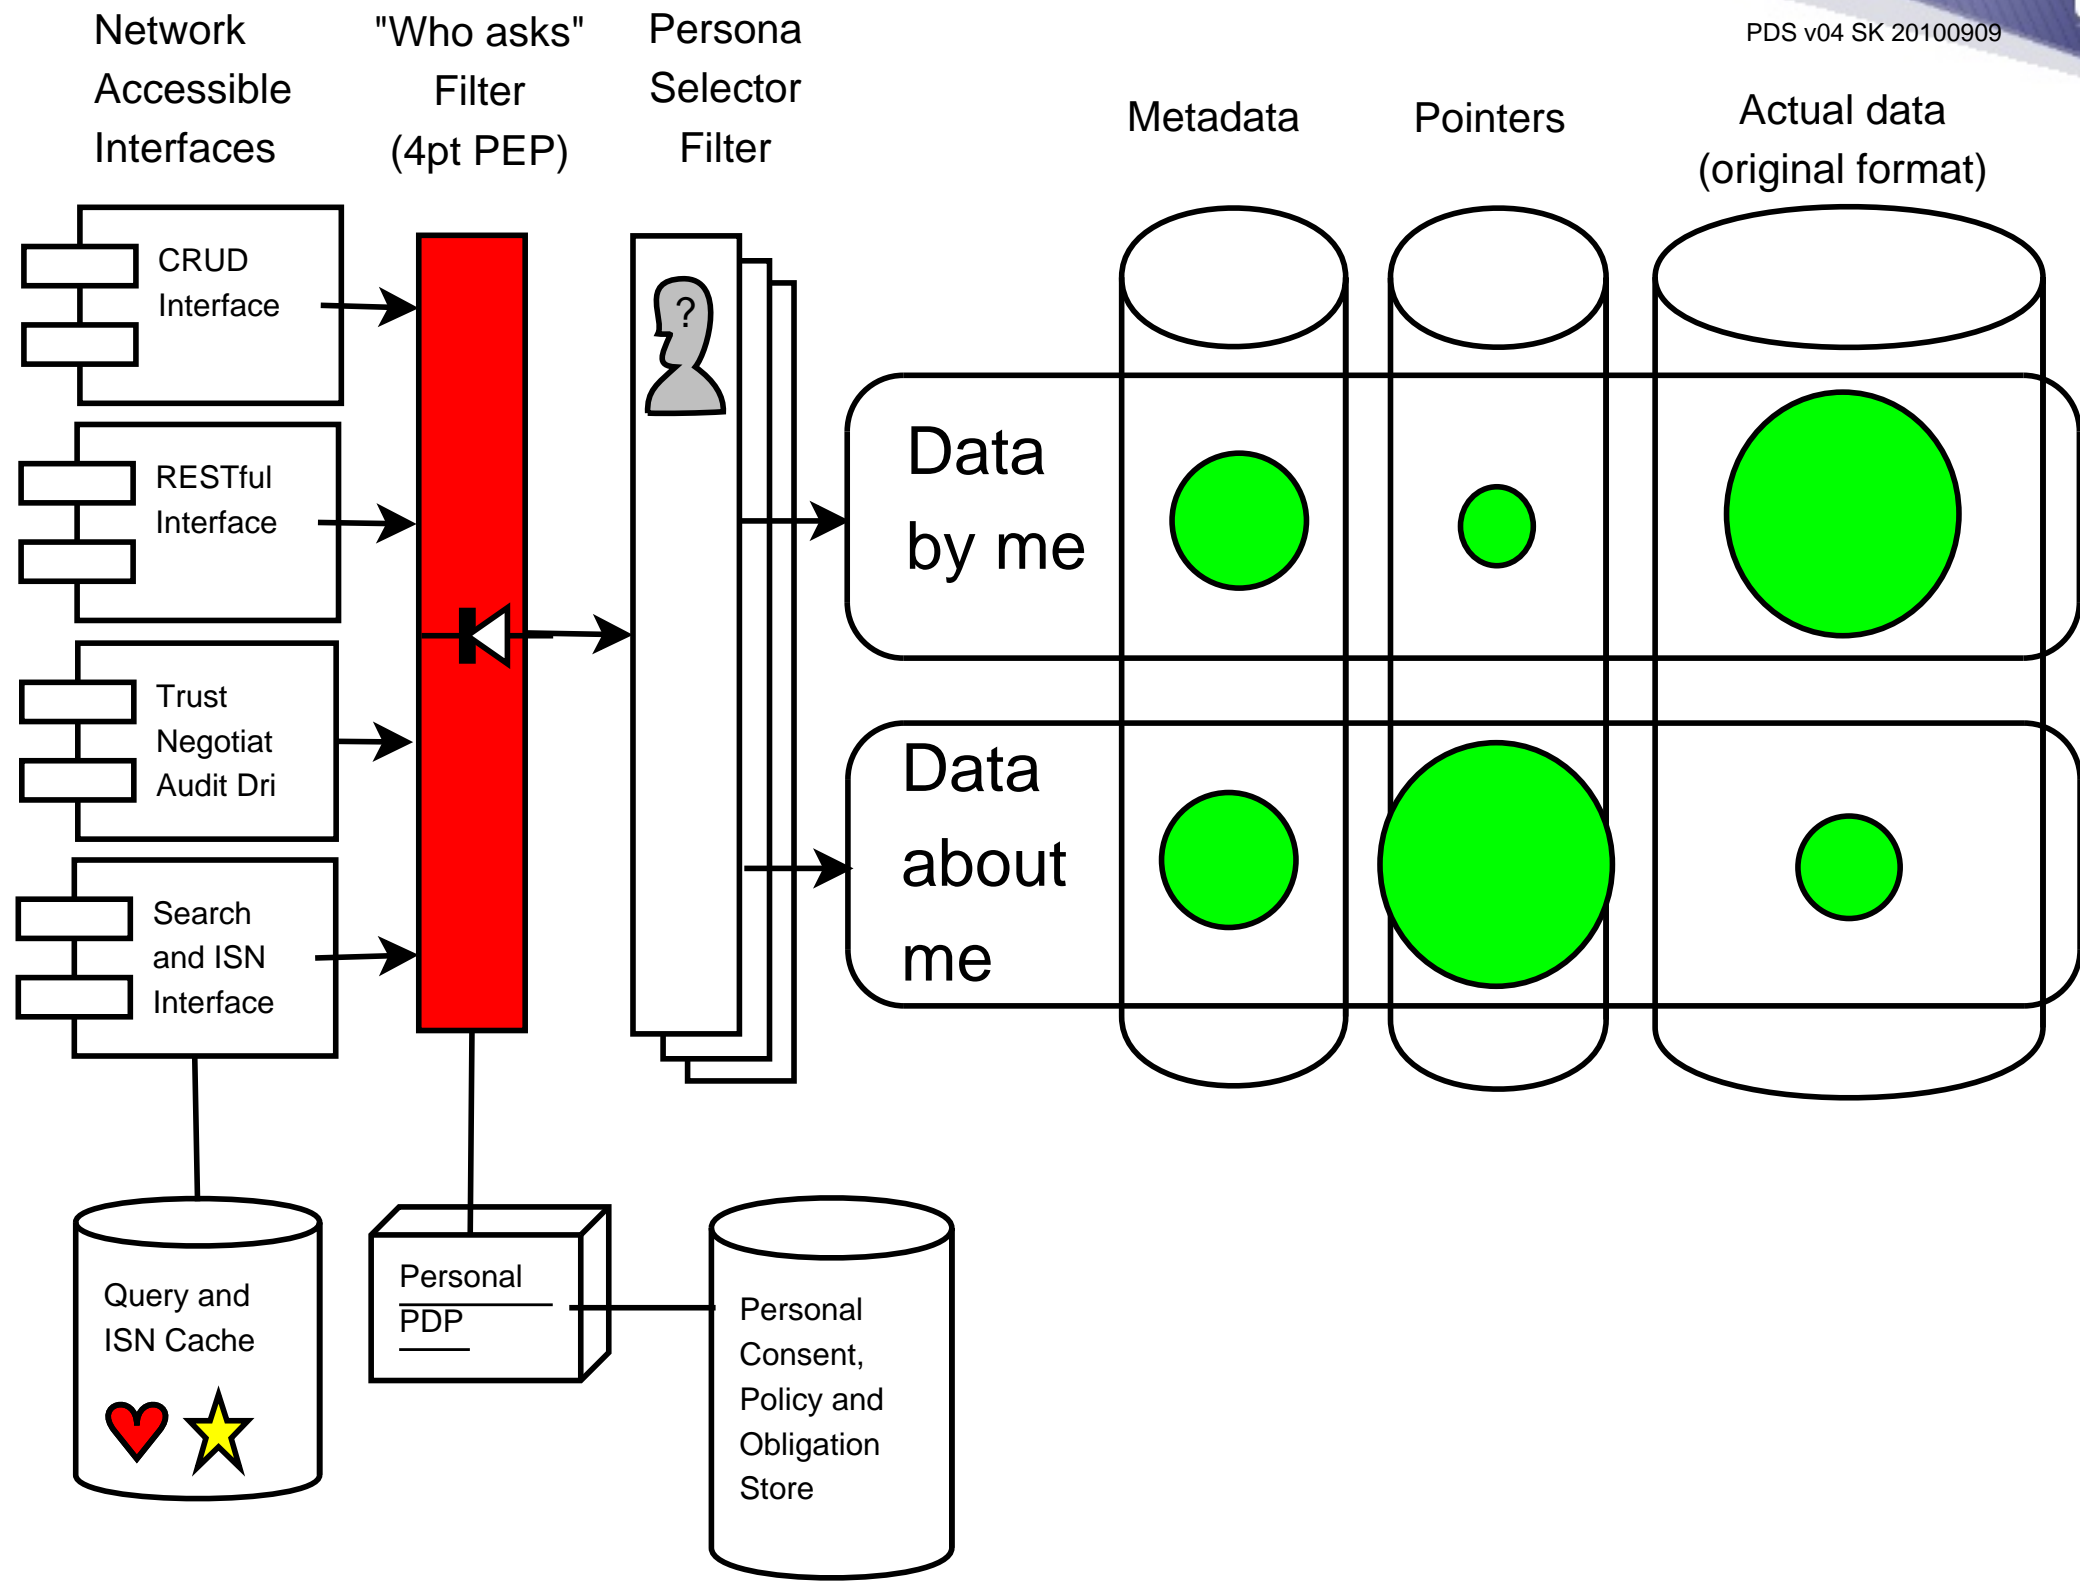 Network
Accessible
Interfaces
"Who asks"
Filter
(4pt PEP)
Persona
Selector
Filter
PDS v04 SK 20100909
Metadata
Pointers
Actual data
(original format)
CRUD
Interface
RESTful
Interface
Trust
Negotiat
Audit Dri
Search
and ISN
Interface
?
Data
by me
Data
about
me
Query and
ISN Cache
Personal
PDP
Personal
Consent,
Policy and
Obligation
Store